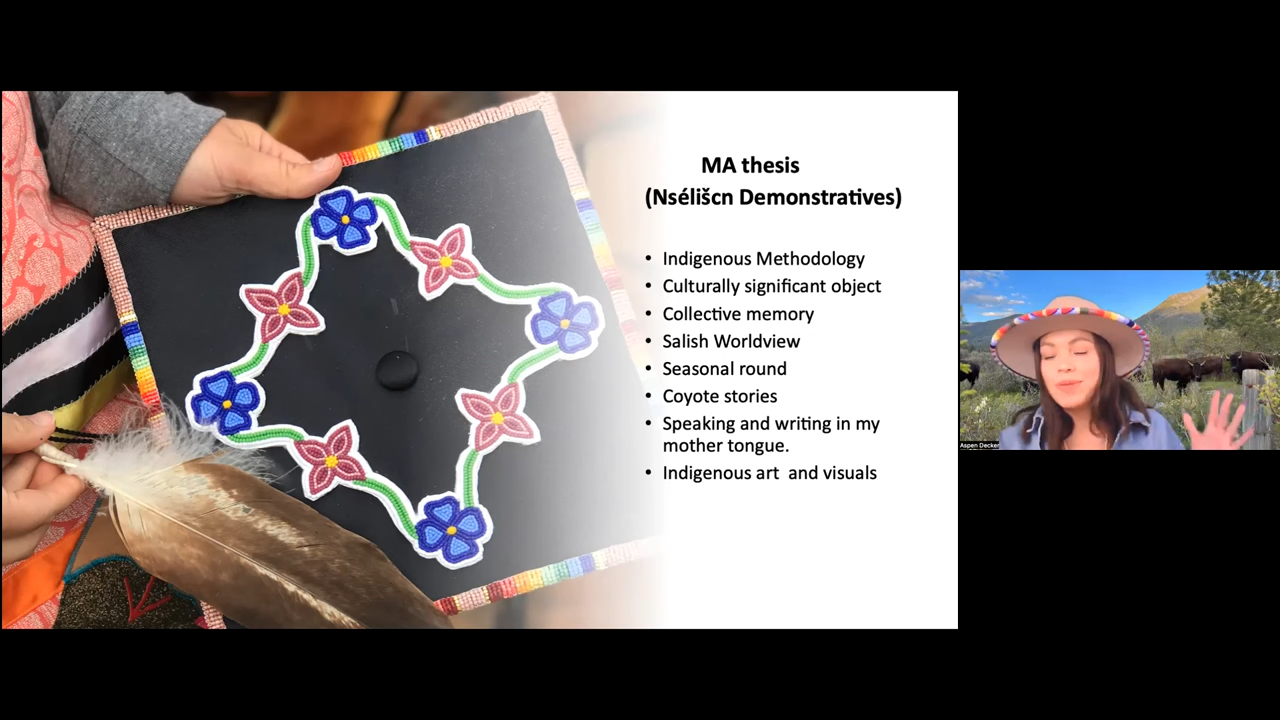 MA thesis
(Nsélišcn Demonstratives)
• Indigenous Methodology
• Culturally significant object
• Collective memory
• Salish Worldview
• Seasonal round
• Coyote stories
• Speaking and writing in my
mother tongue.
• Indigenous art  and visuals
Aspen Decker